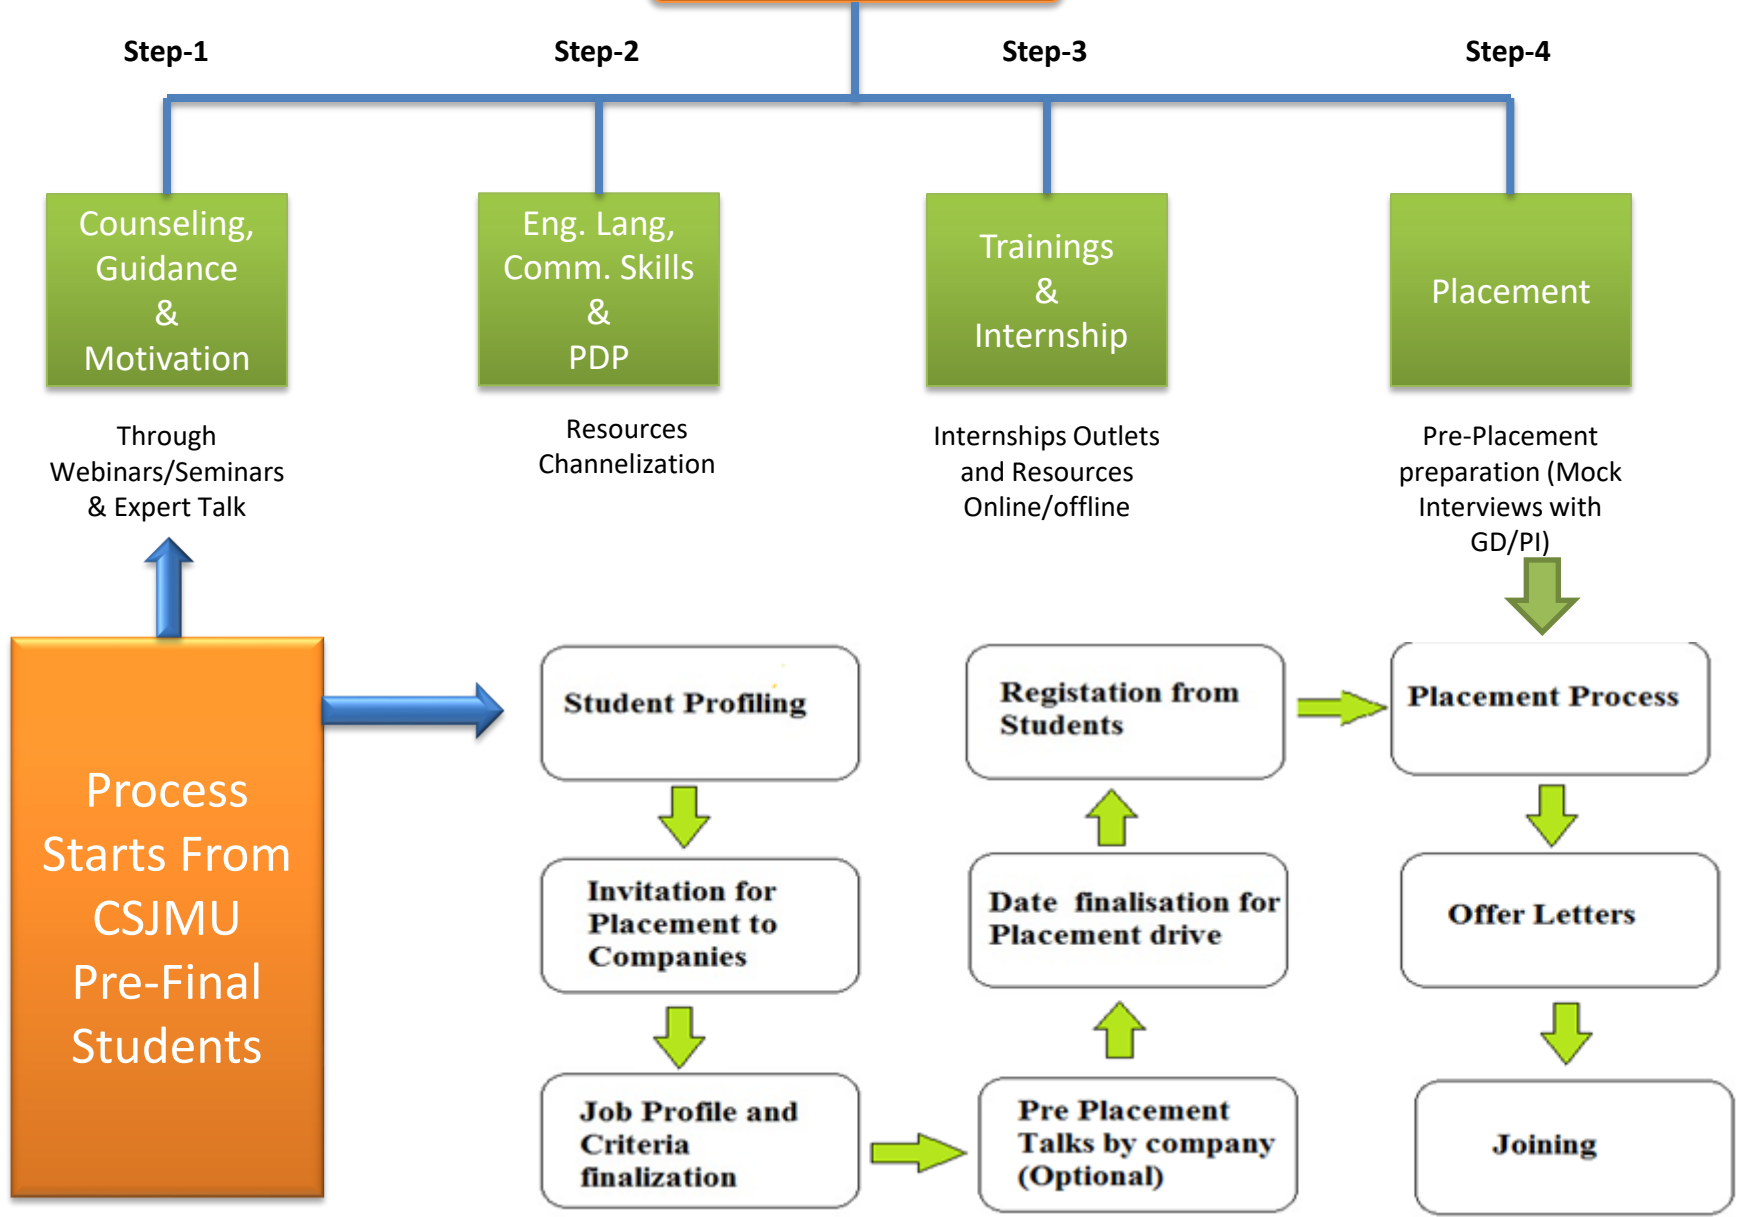 Step-1
Step-2
Step-3
Step-4
Counseling,
Guidance
&
Motivation
Eng. Lang,
Comm. Skills
&
PDP
Trainings
&
Internship
Placement
Through
Webinars/Seminars
& Expert Talk
Resources
Channelization
Internships Outlets
and Resources
Online/offline
Pre-Placement
preparation (Mock
Interviews with
GD/PI)
Process
Starts From
CSJMU
Pre-Final
Students
Student Profiling
Invitation for
Placement to
Companies
Job Profile and
Criteria
finalization
Pre Placement
Talks by company
(Optional)
Date finalisation for
Placement drive
Registation from
Students
Placement Process
Offer Letters
Joining